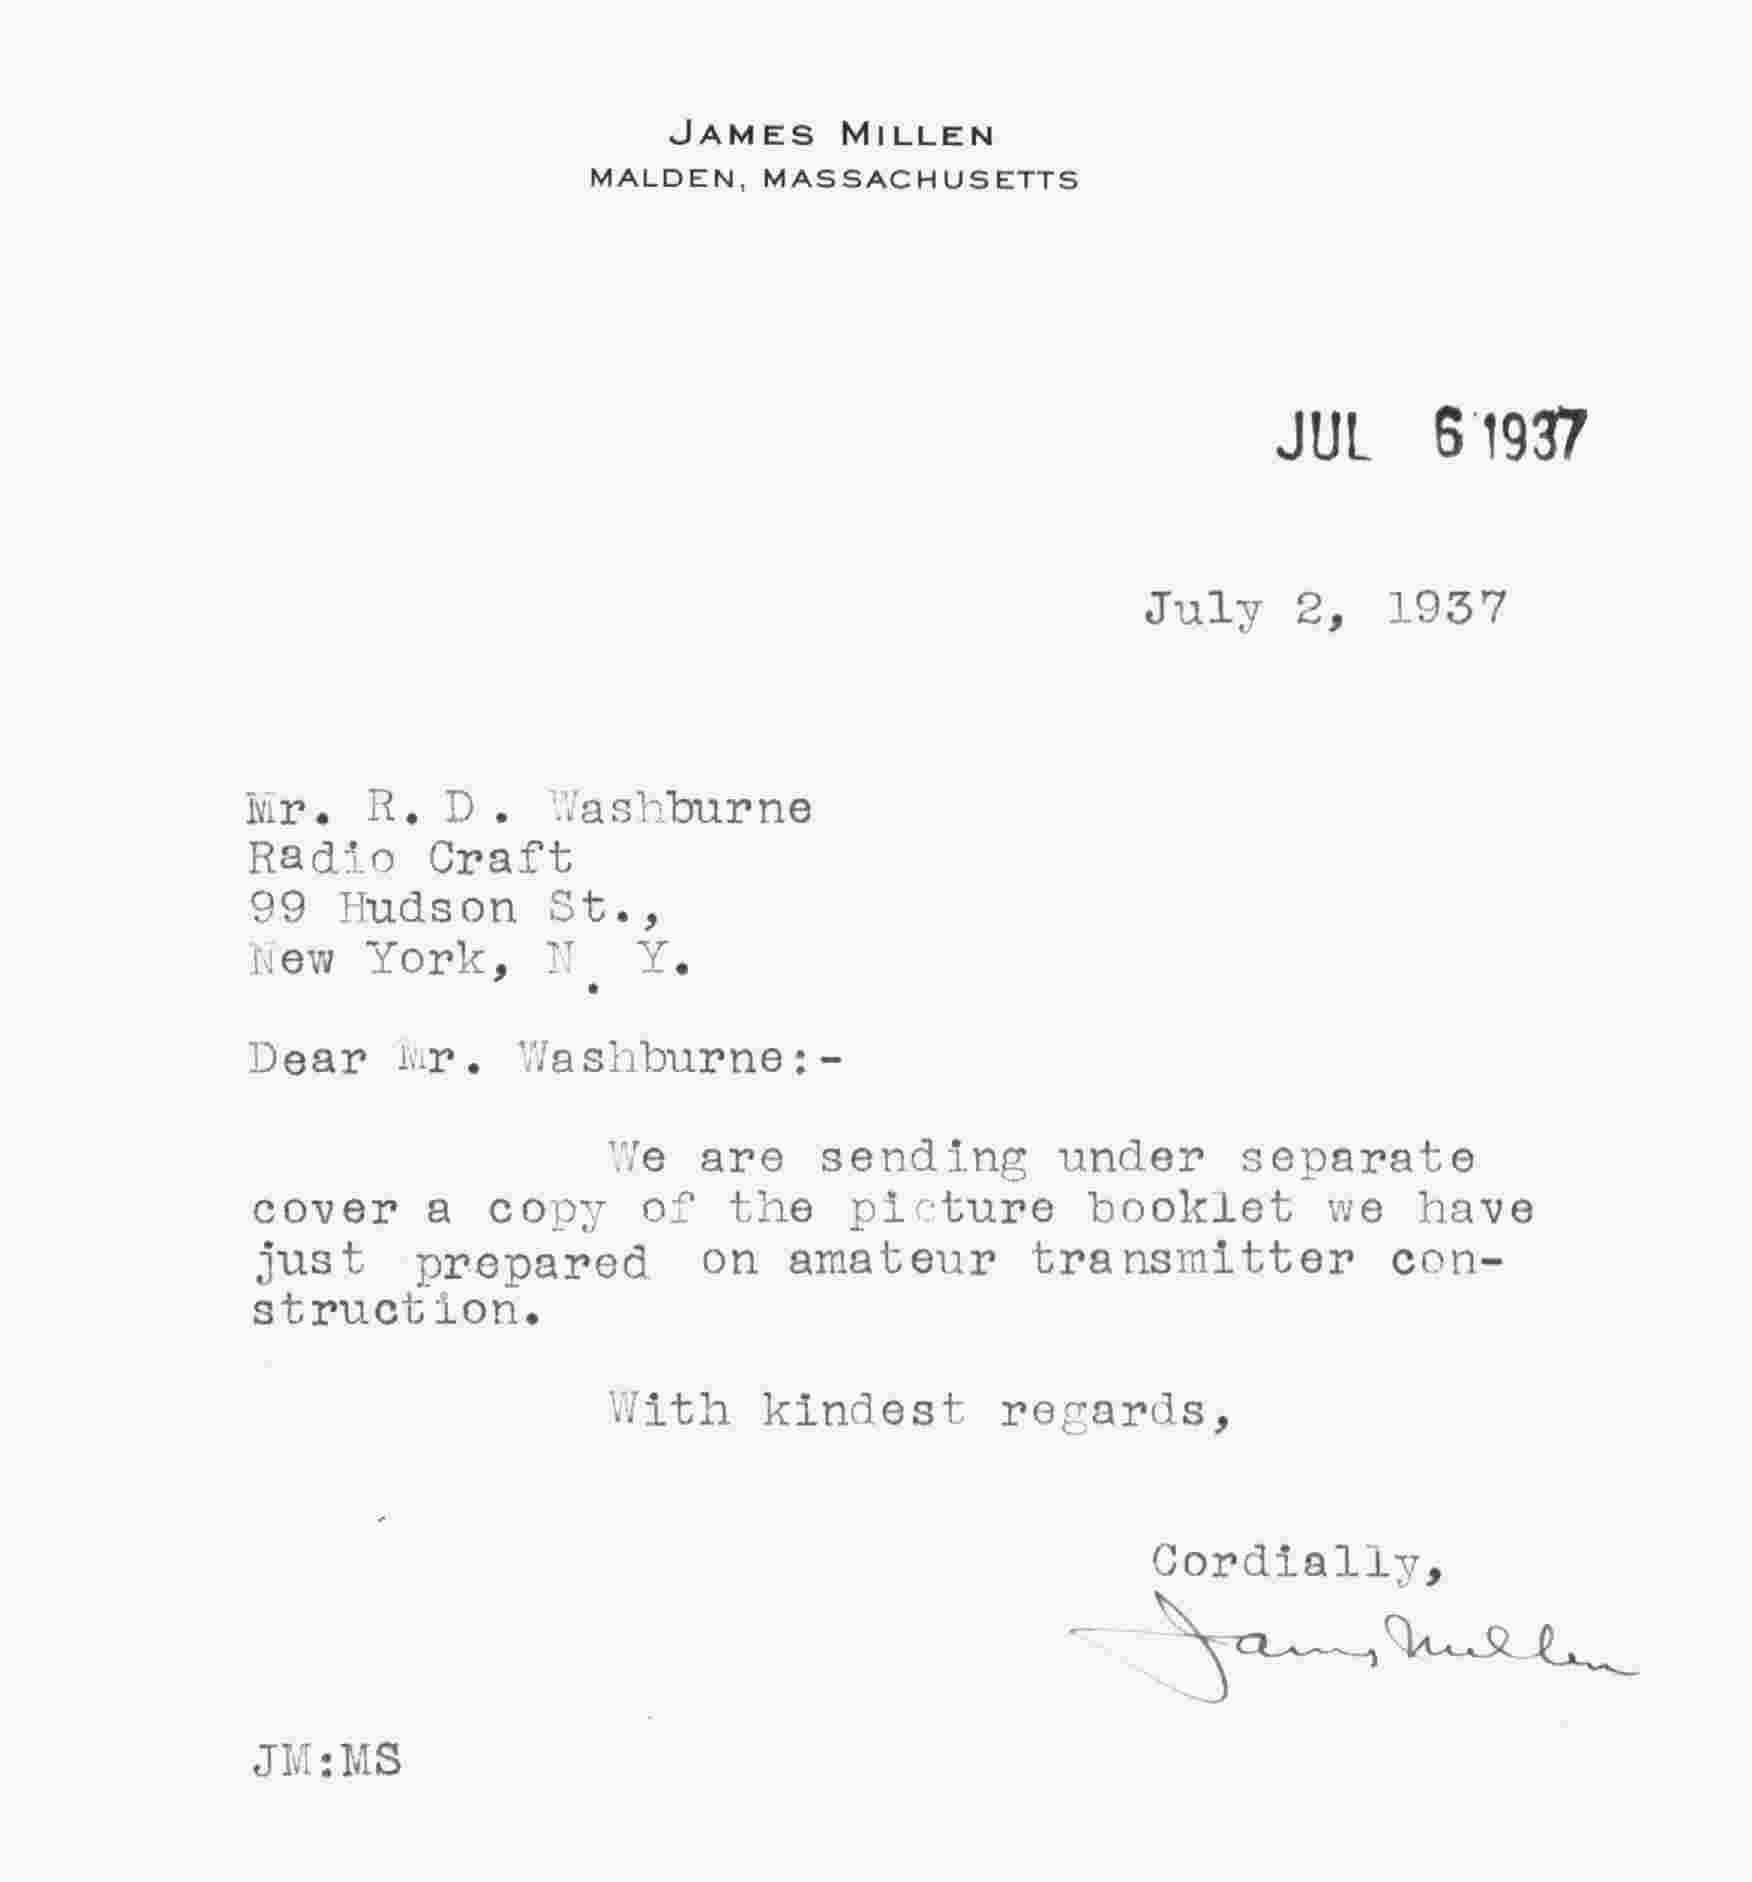 JAMES MILLEN
MALDEN, MASSACHUSETTS
JUL 6 1937
July 2, 1937
Mr. R. D. Washburne
Radio Craft
99 Hudson St.,
New York, N. Y.
Dear Mr. Washburne:-
We are sending under separate
cover a copy of the picture booklet we have
just prepared on amateur transmitter con-
struction.
With kindest regards,
Cordially,
James Millen
JM:MS